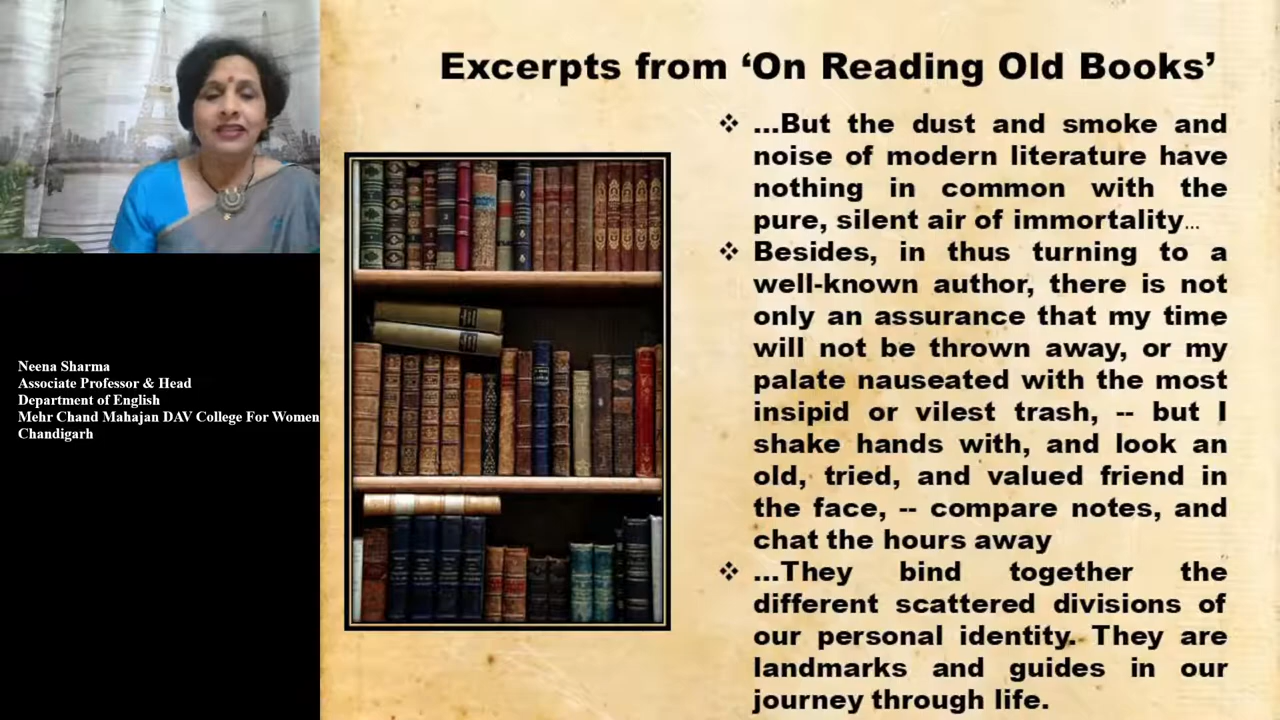 Excerpts from ‘On Reading Old Books’
❖ ...But the dust and smoke and
noise of modern literature have
nothing in common with the
pure, silent air of immortality...
❖ Besides, in thus turning to a
well-known author, there is not
only an assurance that my time
will not be thrown away, or my
palate nauseated with the most
insipid or vilest trash, -- but I
shake hands with, and look an
old, tried, and valued friend in
the face, -- compare notes, and
chat the hours away
❖ ...They bind together the
different scattered divisions of
our personal identity. They are
landmarks and guides in our
journey through life.
Neena Sharma
Associate Professor & Head
Department of English
Mehr Chand Mahajan DAV College For Women
Chandigarh